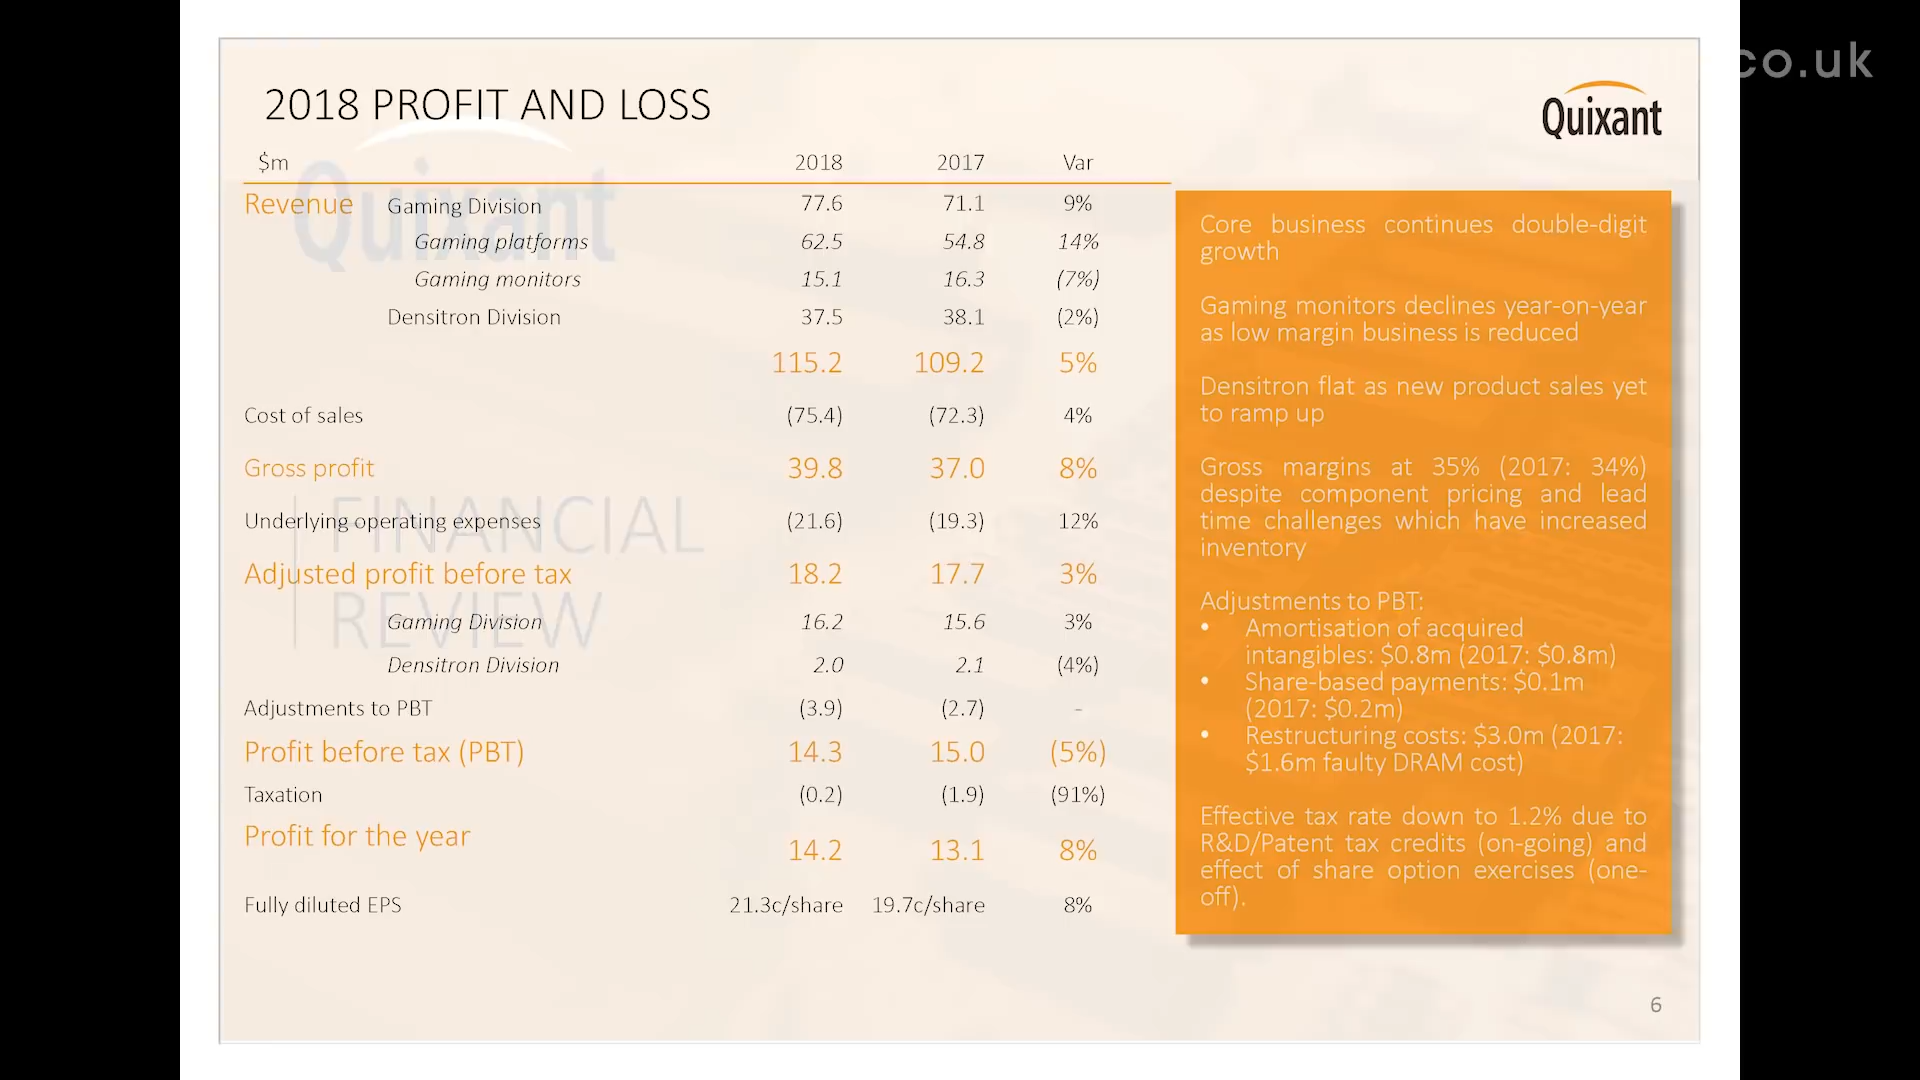 co.uk
2018 PROFIT AND LOSS
Quixant
$m 2018 2017 Var
Quixant
Revenue Gaming Division 77.6 71.1 9%
Gaming platforms 62.5 54.8 14%
Gaming monitors 15.1 16.3 (7%)
Densitron Division 37.5 38.1 (2%)
115.2 109.2 5%
Cost of sales (75.4) (72.3) 4%
Gross profit 39.8 37.0 8%
FINANCIAL
Underlying operating expenses (21.6) (19.3) 12%
Adjusted profit before tax 18.2 17.7 3%
REVIEW
Gaming Division 16.2 15.6 3%
Densitron Division 2.0 2.1 (4%)
Adjustments to PBT (3.9) (2.7) -
Profit before tax (PBT) 14.3 15.0 (5%)
Taxation (0.2) (1.9) (91%)
Profit for the year 14.2 13.1 8%
Fully diluted EPS 21.3c/share 19.7c/share 8%
Core business continues double-digit
growth
Gaming monitors declines year-on-year
as low margin business is reduced
Densitron flat as new product sales yet
to ramp up
Gross margins at 35% (2017: 34%)
despite component pricing and lead
time challenges which have increased
inventory
Adjustments to PBT:
• Amortisation of acquired
intangibles: $0.8m (2017: $0.8m)
• Share-based payments: $0.1m
(2017: $0.2m)
• Restructuring costs: $3.0m (2017:
$1.6m faulty DRAM cost)
Effective tax rate down to 1.2% due to
R&D/Patent tax credits (on-going) and
effect of share option exercises (one-
off).
6